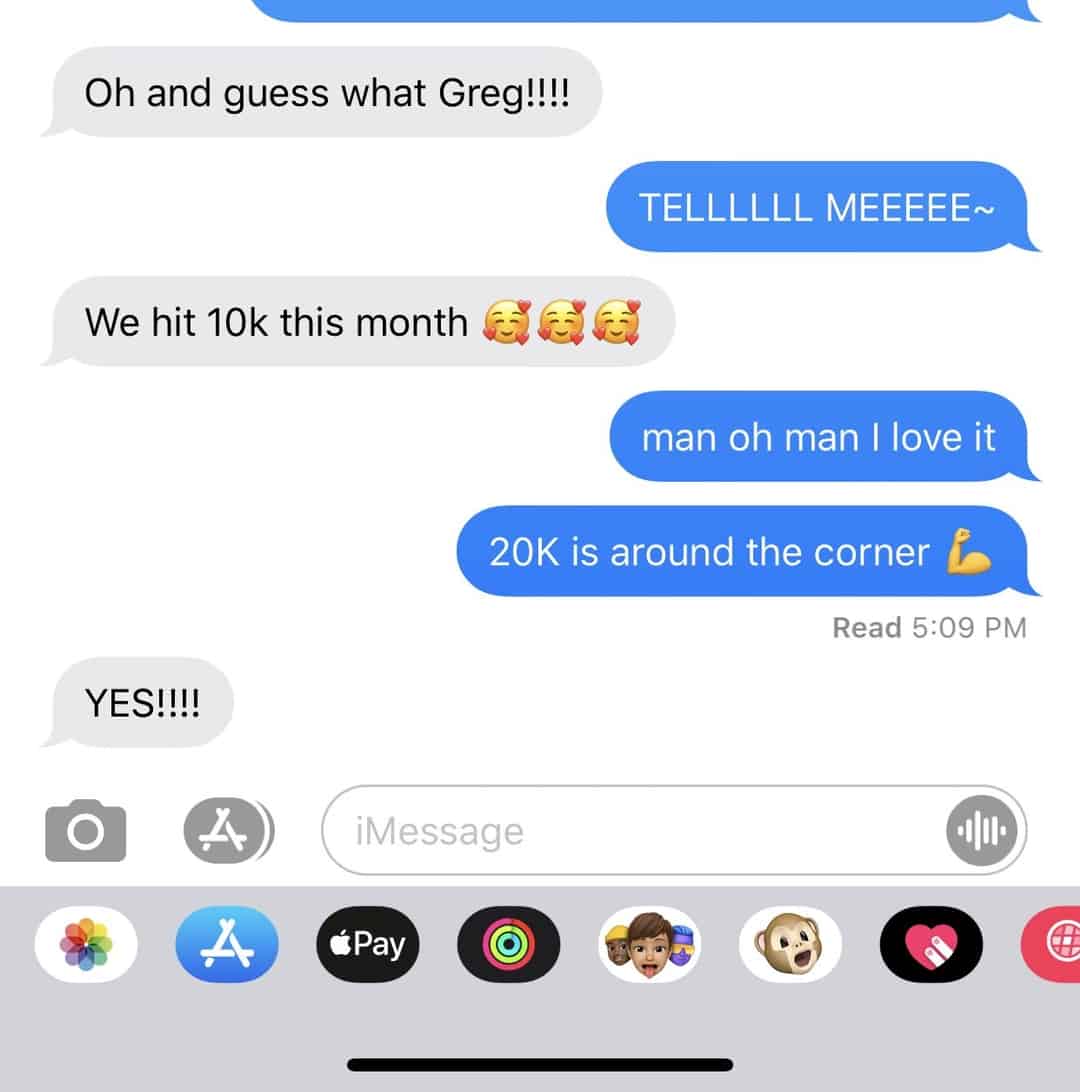 Oh and guess what Greg!!!!
TELLLLLL MEEEEE~
We hit 10k this month 🥰🥰🥰
man oh man I love it
20K is around the corner 💪
Read 5:09 PM
YES!!!!
iMessage
Pay